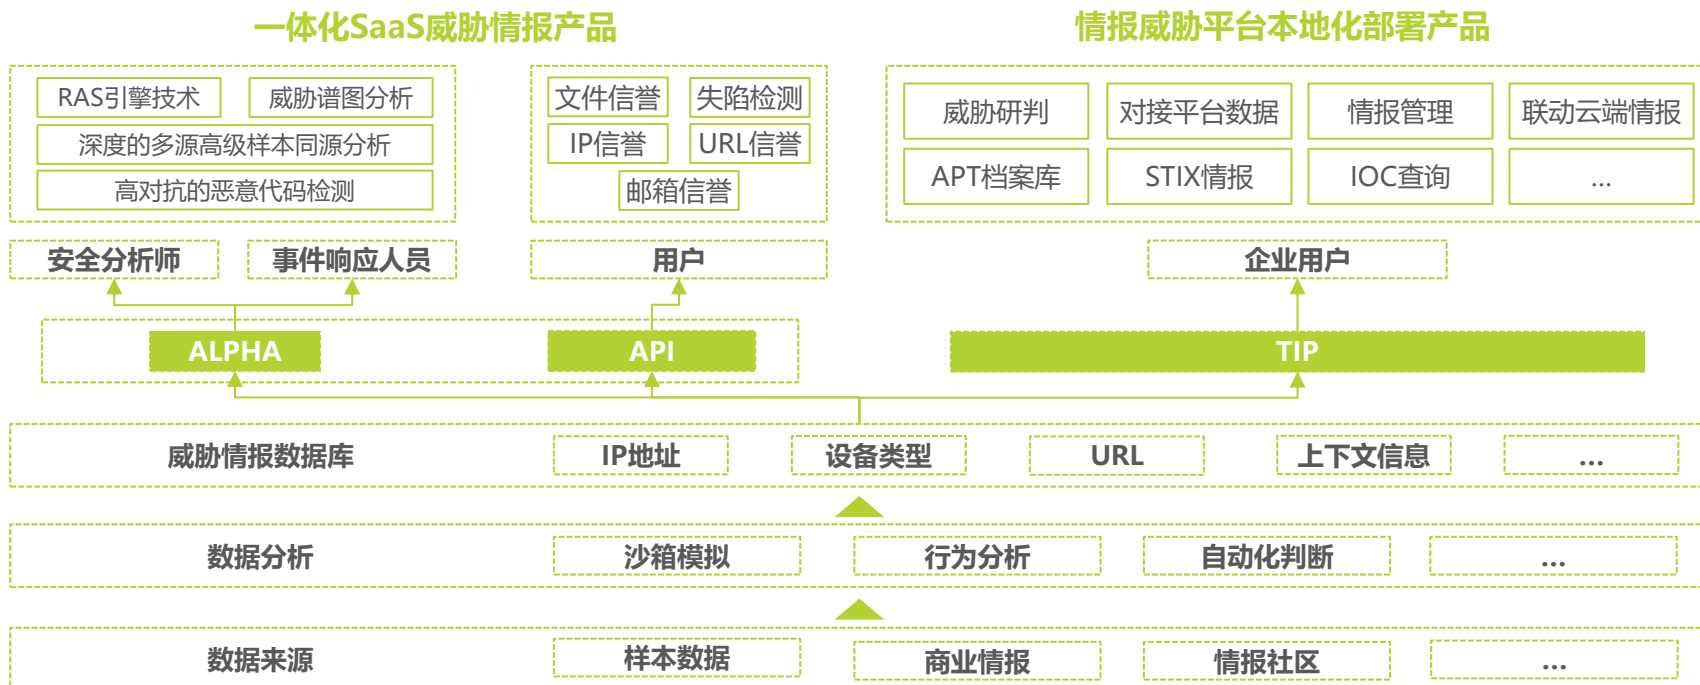 一体化SaaS威胁情报产品
情报威胁平台本地化部署产品
RAS引擎技术
威胁谱图分析
深度的多源高级样本同源分析
高对抗的恶意代码检测
文件信誉
失陷检测
IP信誉
URL信誉
邮箱信誉
威胁研判
对接平台数据
情报管理
联动云端情报
APT档案库
STIX情报
IOC查询
...
安全分析师
事件响应人员
用户
企业用户
ALPHA
API
TIP
威胁情报数据库
IP地址
设备类型
URL
上下文信息
...
数据分析
沙箱模拟
行为分析
自动化判断
...
数据来源
样本数据
商业情报
情报社区
...